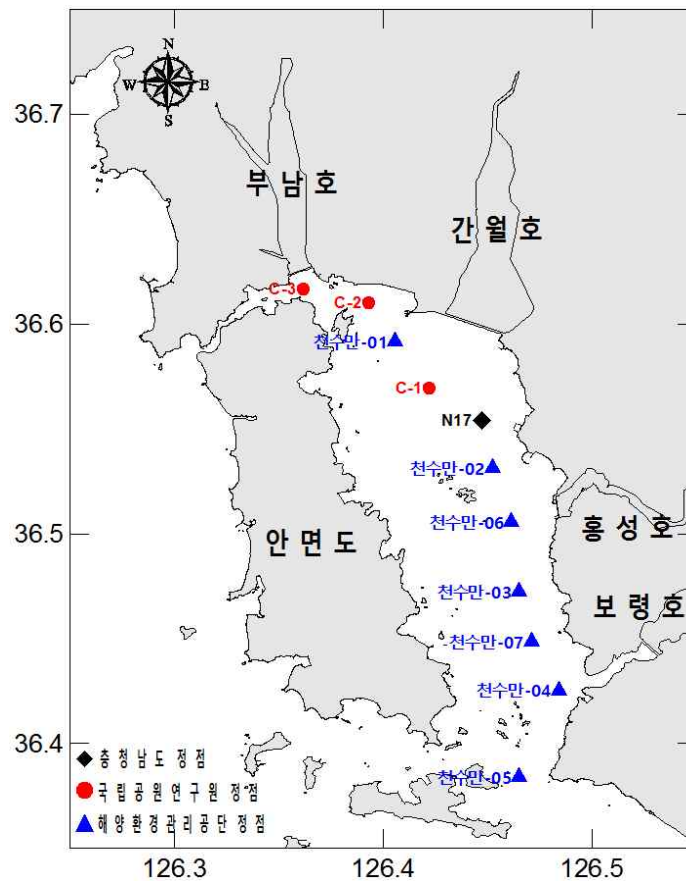 N
W E
S
36.7
부 남 호
간 월 호
C-3
C-2
36.6
천수만-01
C-1
N17
천수만-02
천수만-06
36.5
안 면 도
홍 성 호
천수만-03
보 령 호
천수만-07
천수만-04
36.4
천수만-05
충 청 남 도 정 점
국 립 공 원 연 구 원 정 점
해 양 환 경 관 리 공 단 정 점
126.3 126.4 126.5